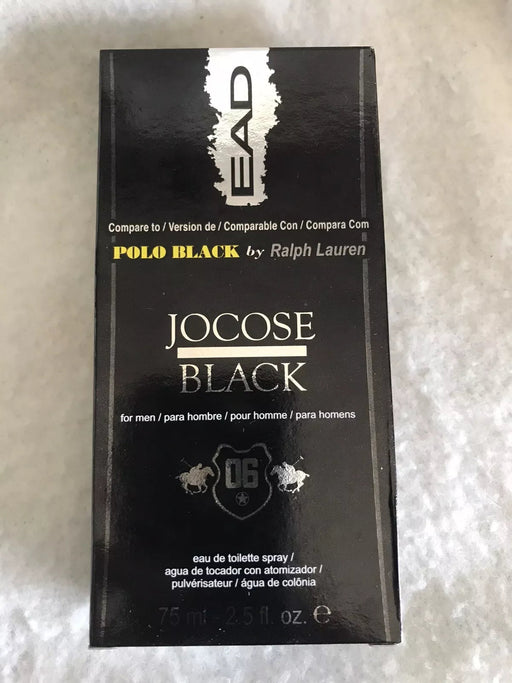 EAD
Compare to / Version de / Comparable Con / Compara Com
POLO BLACK by Ralph Lauren
JOCOSE
BLACK
for men / para hombre / pour homme / para homens
06
eau de toilette spray /
agua de tocador con atomizador /
pulvérisateur / água de colônia
75 ml - 2.5 fl. oz. ℮